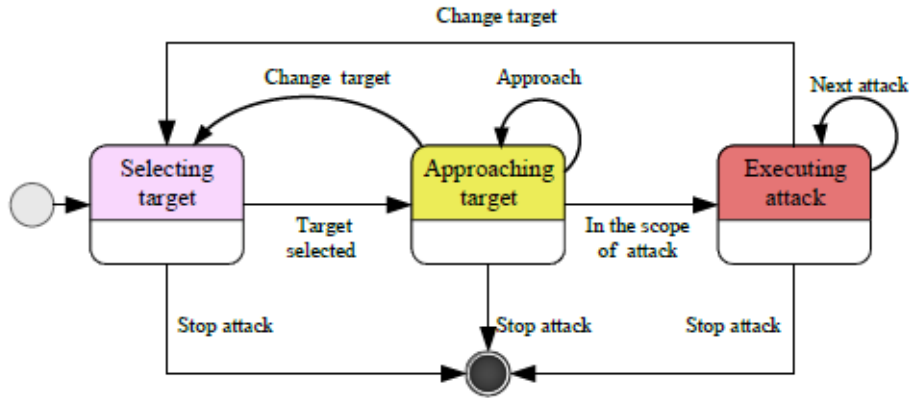 Change target
Change target
Approach
Next attack
Selecting
target
Approaching
target
Executing
attack
Target
selected
In the scope
of attack
Stop attack
Stop attack
Stop attack